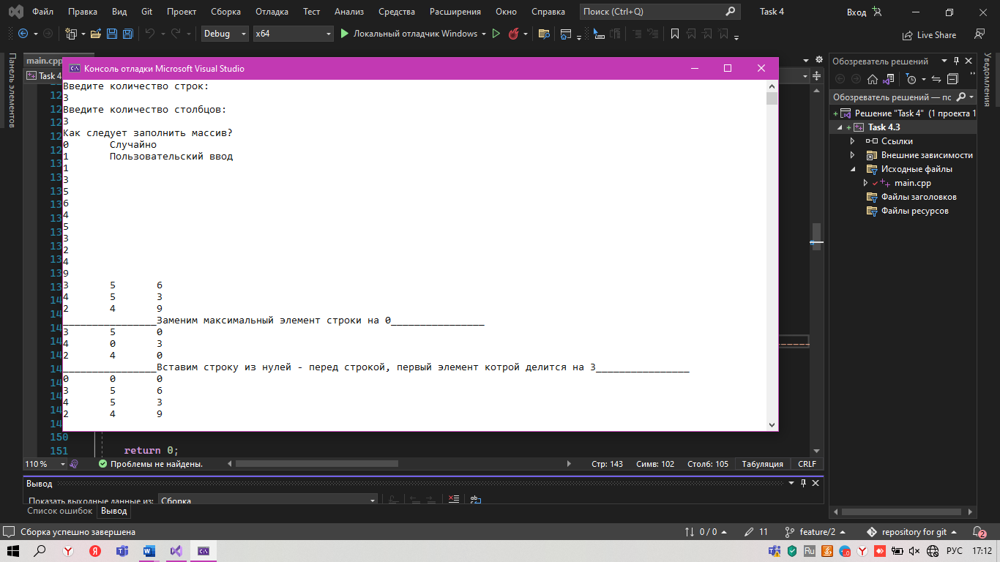 Файл Правка Вид Git Проект Сборка Отладка Тест Анализ Средства Расширения Окно Справка Поиск (Ctrl+Q) Task 4 Вход
Debug x64 Локальный отладчик Windows Live Share
Панель элементов
main.cpp
Task 4
Консоль отладки Microsoft Visual Studio
Введите количество строк:
3
Введите количество столбцов:
3
Как следует заполнить массив?
0 Случайно
1 Пользовательский ввод
1
3
5
6
4
5
3
2
4
9
3 5 6
4 5 3
2 4 9
________________Заменим максимальный элемент строки на 0________________
3 5 0
4 0 3
2 4 0
________________Вставим строку из нулей - перед строкой, первый элемент котрой делится на 3________________
0 0 0
3 5 6
4 5 3
2 4 9
150
151 return 0;
110 % Проблемы не найдены. Стр: 143 Симв: 102 Столб: 105 Табуляция CRLF
Обозреватель решений
Обозреватель решений — пс
Решение "Task 4" (1 проекта 1
Task 4.3
Ссылки
Внешние зависимости
Исходные файлы
main.cpp
Файлы заголовков
Файлы ресурсов
Уведомления
Вывод
Показать выходные данные из: Сборка
Список ошибок Вывод
Сборка успешно завершена 0 / 0 11 feature/2 repository for git 2
Ru РУС 17:12